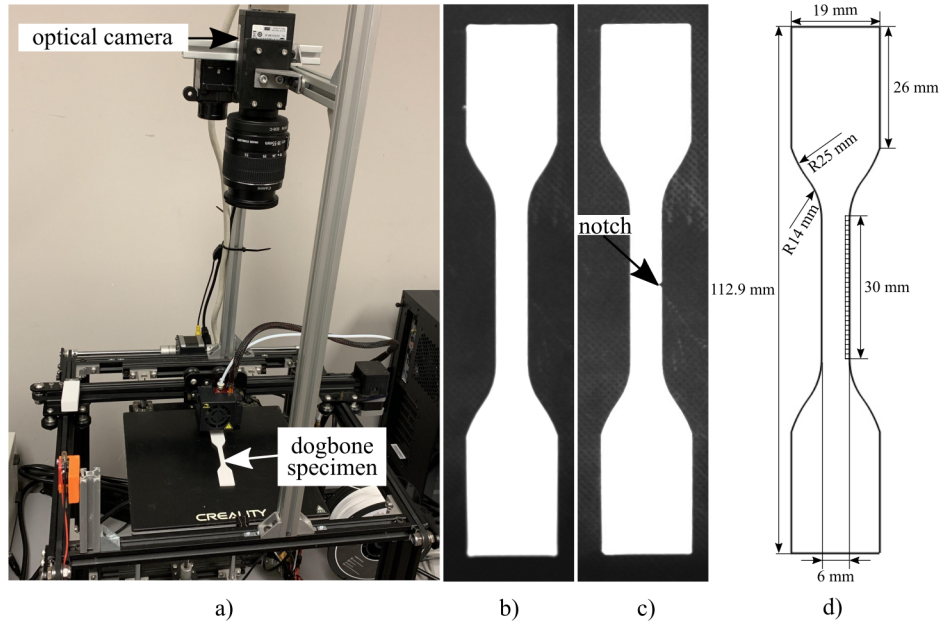 optical camera
dogbone
specimen
CREALITY
notch
19 mm
26 mm
R25 mm
R14 mm
112.9 mm
30 mm
6 mm
a)
b)
c)
d)